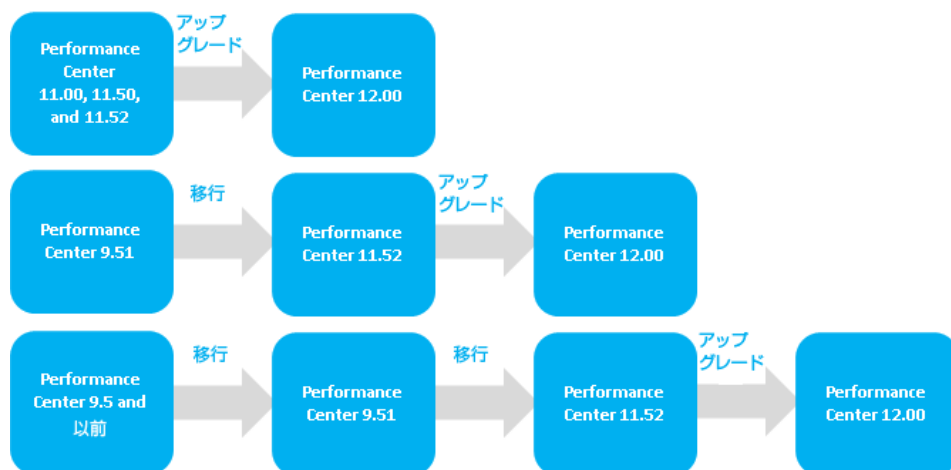 Performance
Center
11.00, 11.50,
and 11.52
アップ
グレード
Performance
Center 12.00
Performance
Center 9.51
移行
Performance
Center 11.52
アップ
グレード
Performance
Center 12.00
Performance
Center 9.5 and
以前
移行
Performance
Center 9.51
移行
Performance
Center 11.52
アップ
グレード
Performance
Center 12.00